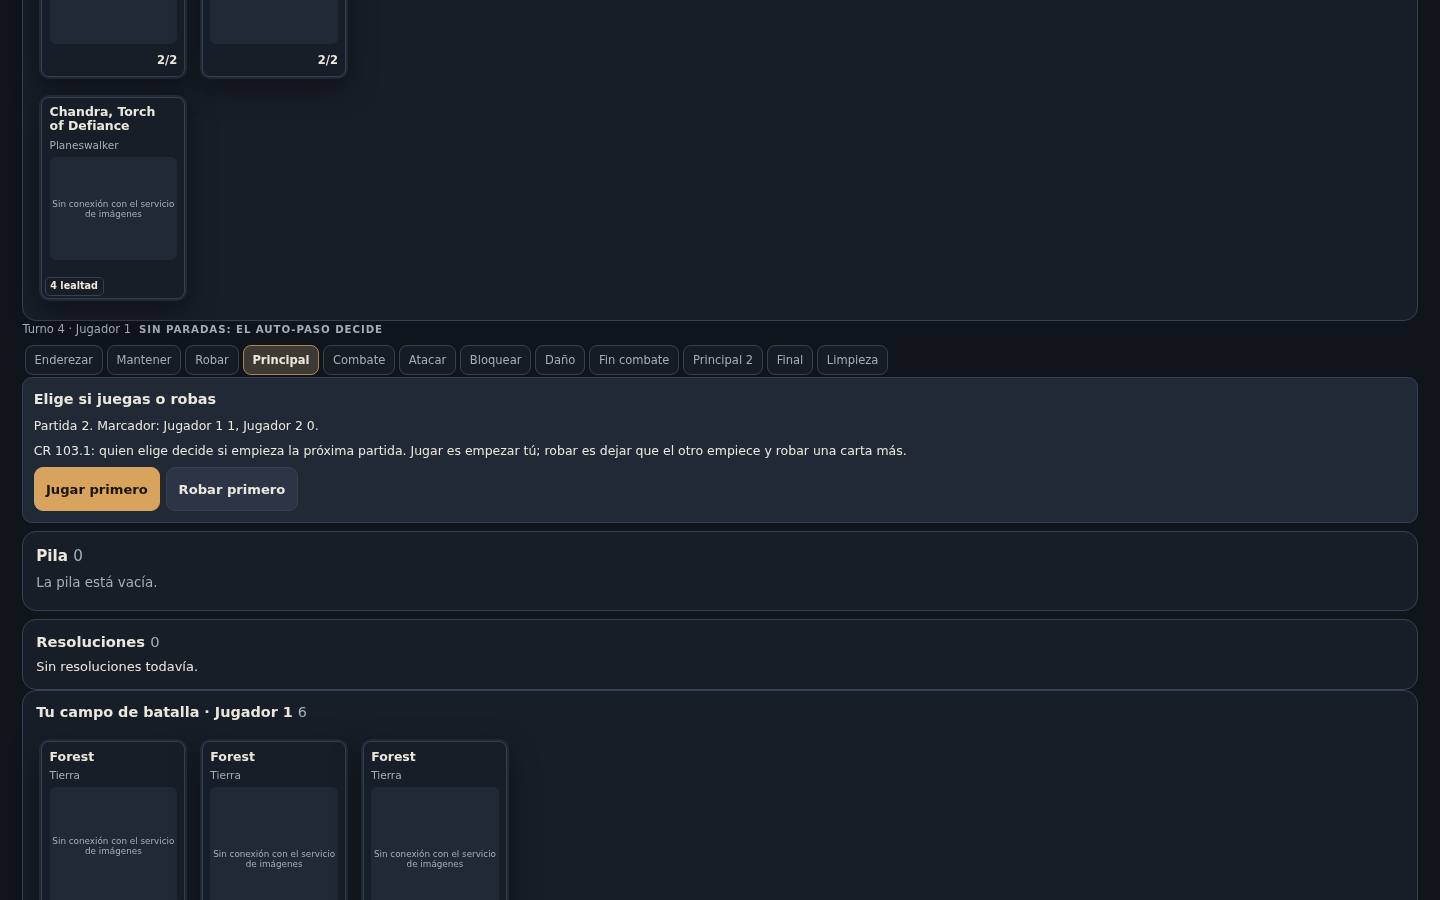 2/2
2/2
Chandra, Torch
of Defiance
Planeswalker
Sin conexión con el servicio
de imágenes
4 lealtad
Turno 4 · Jugador 1 SIN PARADAS: EL AUTO-PASO DECIDE
Enderezar Mantener Robar Principal Combate Atacar Bloquear Daño Fin combate Principal 2 Final Limpieza
Elige si juegas o robas
Partida 2. Marcador: Jugador 1 1, Jugador 2 0.
CR 103.1: quien elige decide si empieza la próxima partida. Jugar es empezar tú; robar es dejar que el otro empiece y robar una carta más.
Jugar primero Robar primero
Pila 0
La pila está vacía.
Resoluciones 0
Sin resoluciones todavía.
Tu campo de batalla · Jugador 1 6
Forest Forest Forest
Tierra Tierra Tierra
Sin conexión con el servicio
de imágenes
Sin conexión con el servicio
de imágenes
Sin conexión con el servicio
de imágenes